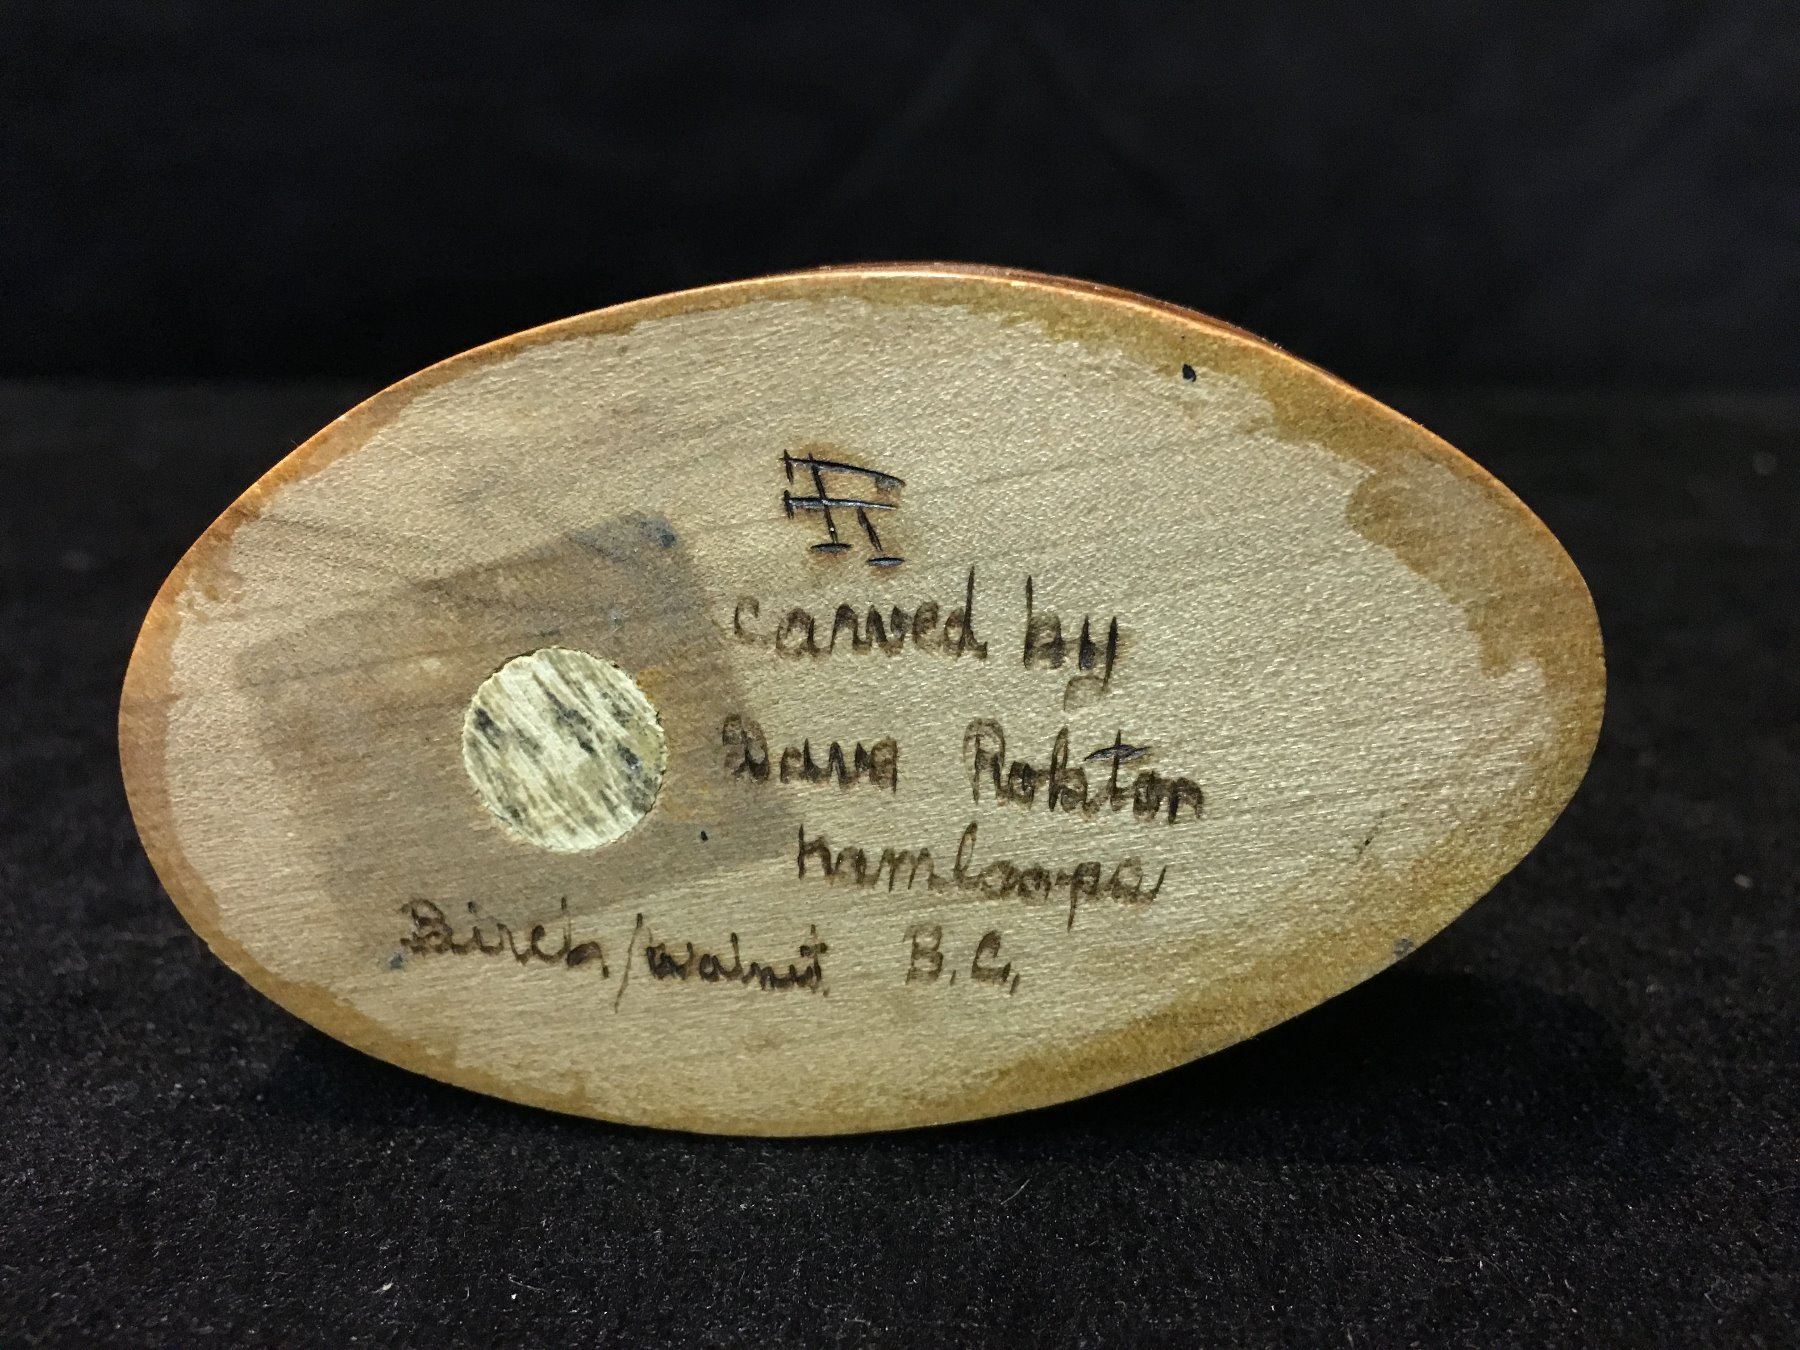 carved by
Dave Rolston
Kamloops
Birch/walnut B.C.